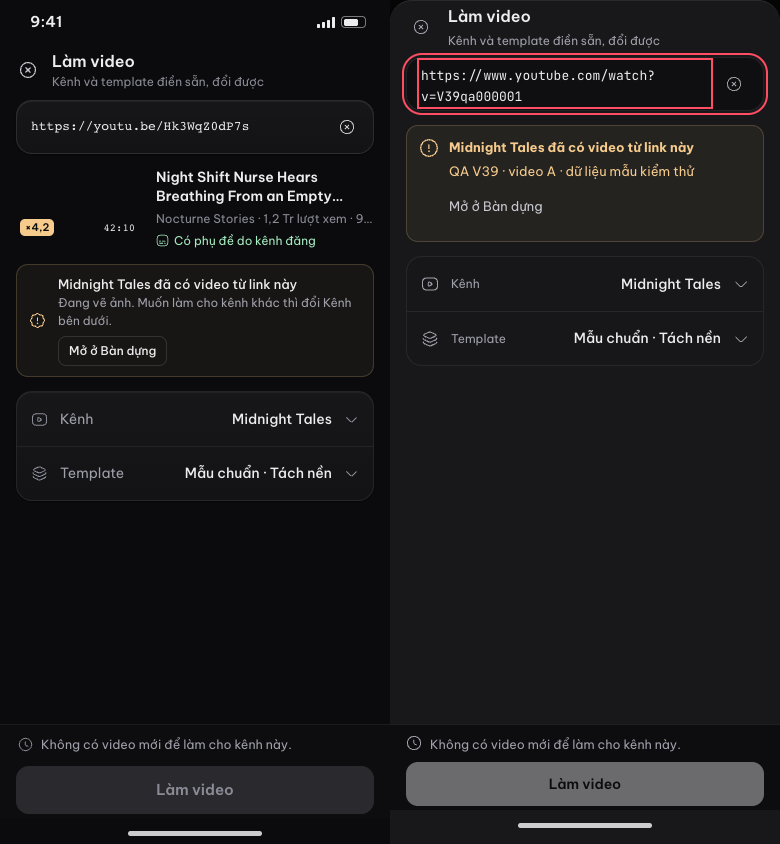 9:41
Làm video
Kênh và template điền sẵn, đổi được
https://youtu.be/Hk3WqZ0dP7s
Night Shift Nurse Hears
Breathing From an Empty…
Nocturne Stories · 1,2 Tr lượt xem · 9…
×4,2
42:10
Có phụ đề do kênh đăng
Midnight Tales đã có video từ link này
Đang vẽ ảnh. Muốn làm cho kênh khác thì đổi Kênh
bên dưới.
Mở ở Bàn dựng
Kênh
Midnight Tales
Template
Mẫu chuẩn · Tách nền
Không có video mới để làm cho kênh này.
Làm video
Làm video
Kênh và template điền sẵn, đổi được
https://www.youtube.com/watch?
v=V39qa000001
Midnight Tales đã có video từ link này
QA V39 · video A · dữ liệu mẫu kiểm thử
Mở ở Bàn dựng
Kênh
Midnight Tales
Template
Mẫu chuẩn · Tách nền
Không có video mới để làm cho kênh này.
Làm video